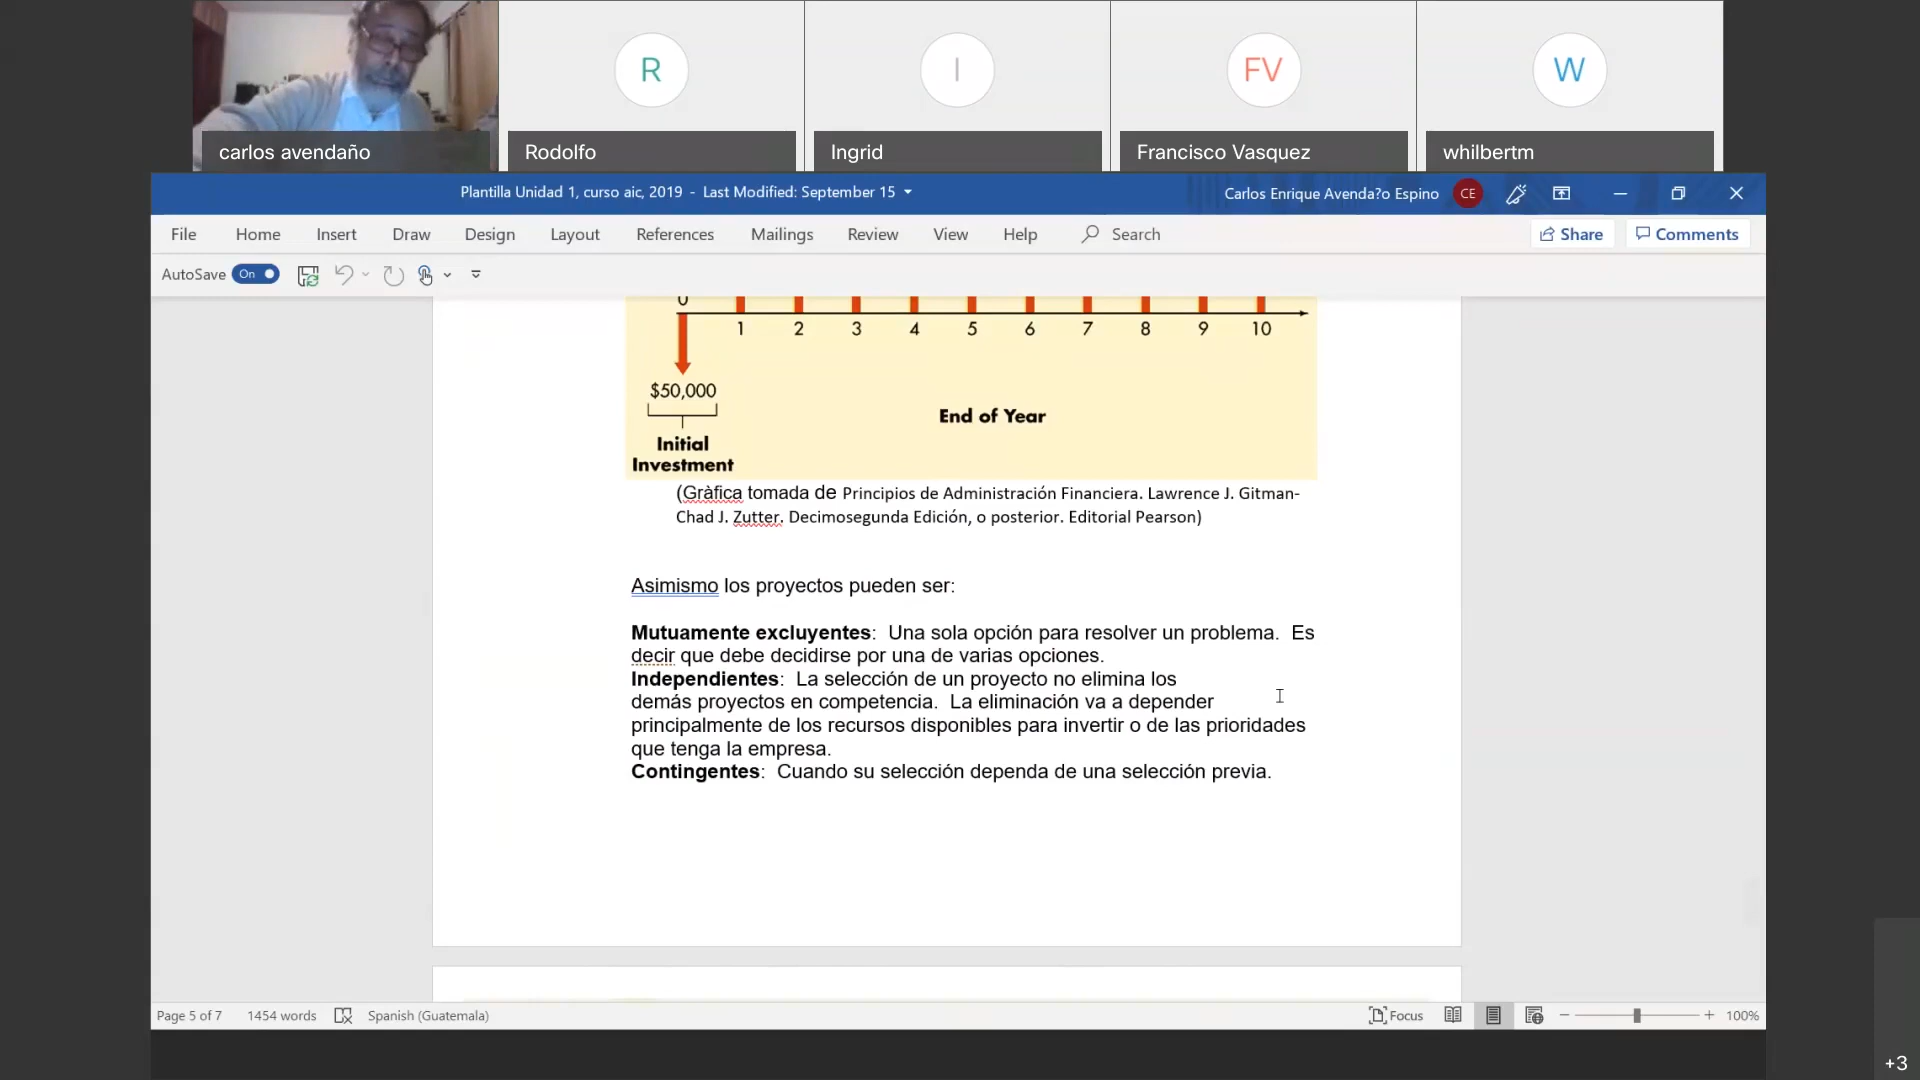 R
I
FV
W
carlos avendaño
Rodolfo
Ingrid
Francisco Vasquez
whilbertm
Plantilla Unidad 1, curso aic, 2019 - Last Modified: September 15
Carlos Enrique Avenda?o Espino
CE
File Home Insert Draw Design Layout References Mailings Review View Help Search
Share
Comments
AutoSave On
0
1 2 3 4 5 6 7 8 9 10
$50,000
End of Year
Initial
Investment
(Gràfica tomada de Principios de Administración Financiera. Lawrence J. Gitman-
Chad J. Zutter. Decimosegunda Edición, o posterior. Editorial Pearson)
Asimismo los proyectos pueden ser:
Mutuamente excluyentes: Una sola opción para resolver un problema. Es
decir que debe decidirse por una de varias opciones.
Independientes: La selección de un proyecto no elimina los
demás proyectos en competencia. La eliminación va a depender
principalmente de los recursos disponibles para invertir o de las prioridades
que tenga la empresa.
Contingentes: Cuando su selección dependa de una selección previa.
Page 5 of 7 1454 words Spanish (Guatemala)
Focus
100%
+3